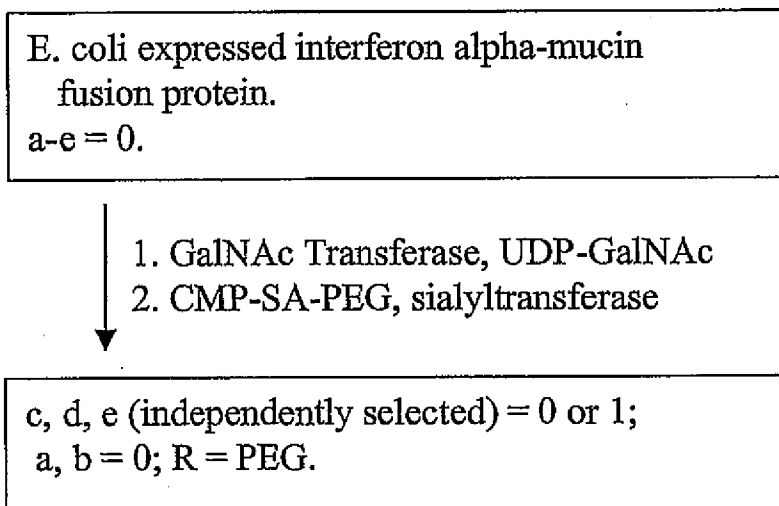 E. coli expressed interferon alpha-mucin
fusion protein.
a-e = 0.
1. GalNAc Transferase, UDP-GalNAc
2. CMP-SA-PEG, sialyltransferase
c, d, e (independently selected) = 0 or 1;
a, b = 0; R = PEG.